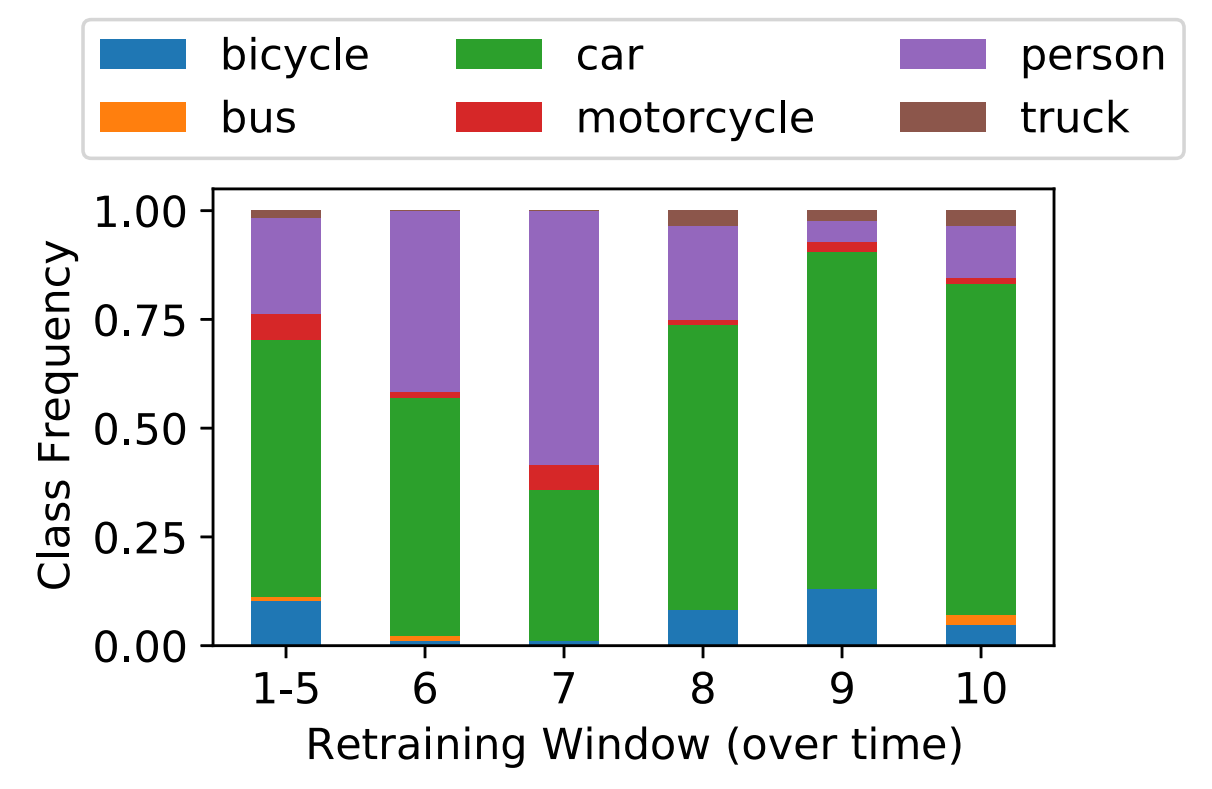 bicycle car person
bus motorcycle truck
1.00
0.75
0.50
0.25
0.00
Class Frequency
1-5 6 7 8 9 10
Retraining Window (over time)